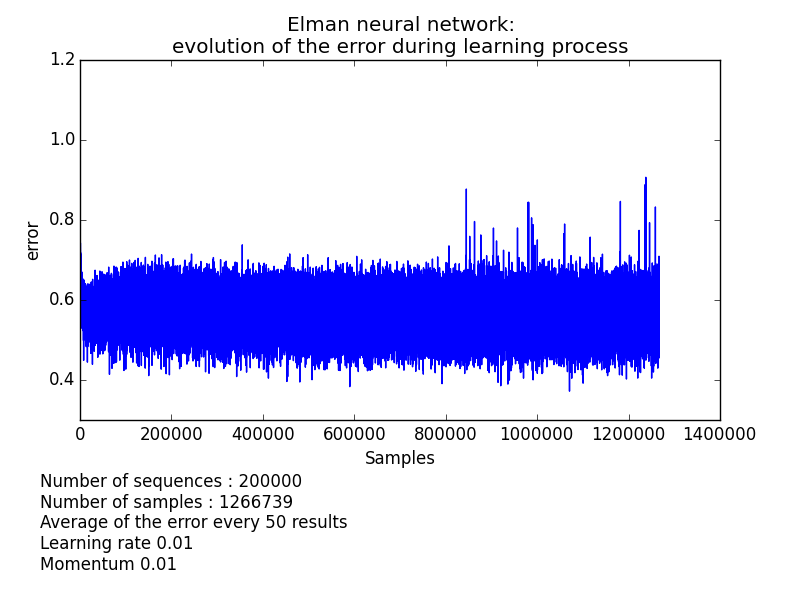 Elman neural network:
evolution of the error during learning process
1.2
1.0
0.8
0.6
0.4
error
0 200000 400000 600000 800000 1000000 1200000 1400000
Samples
Number of sequences : 200000
Number of samples : 1266739
Average of the error every 50 results
Learning rate 0.01
Momentum 0.01